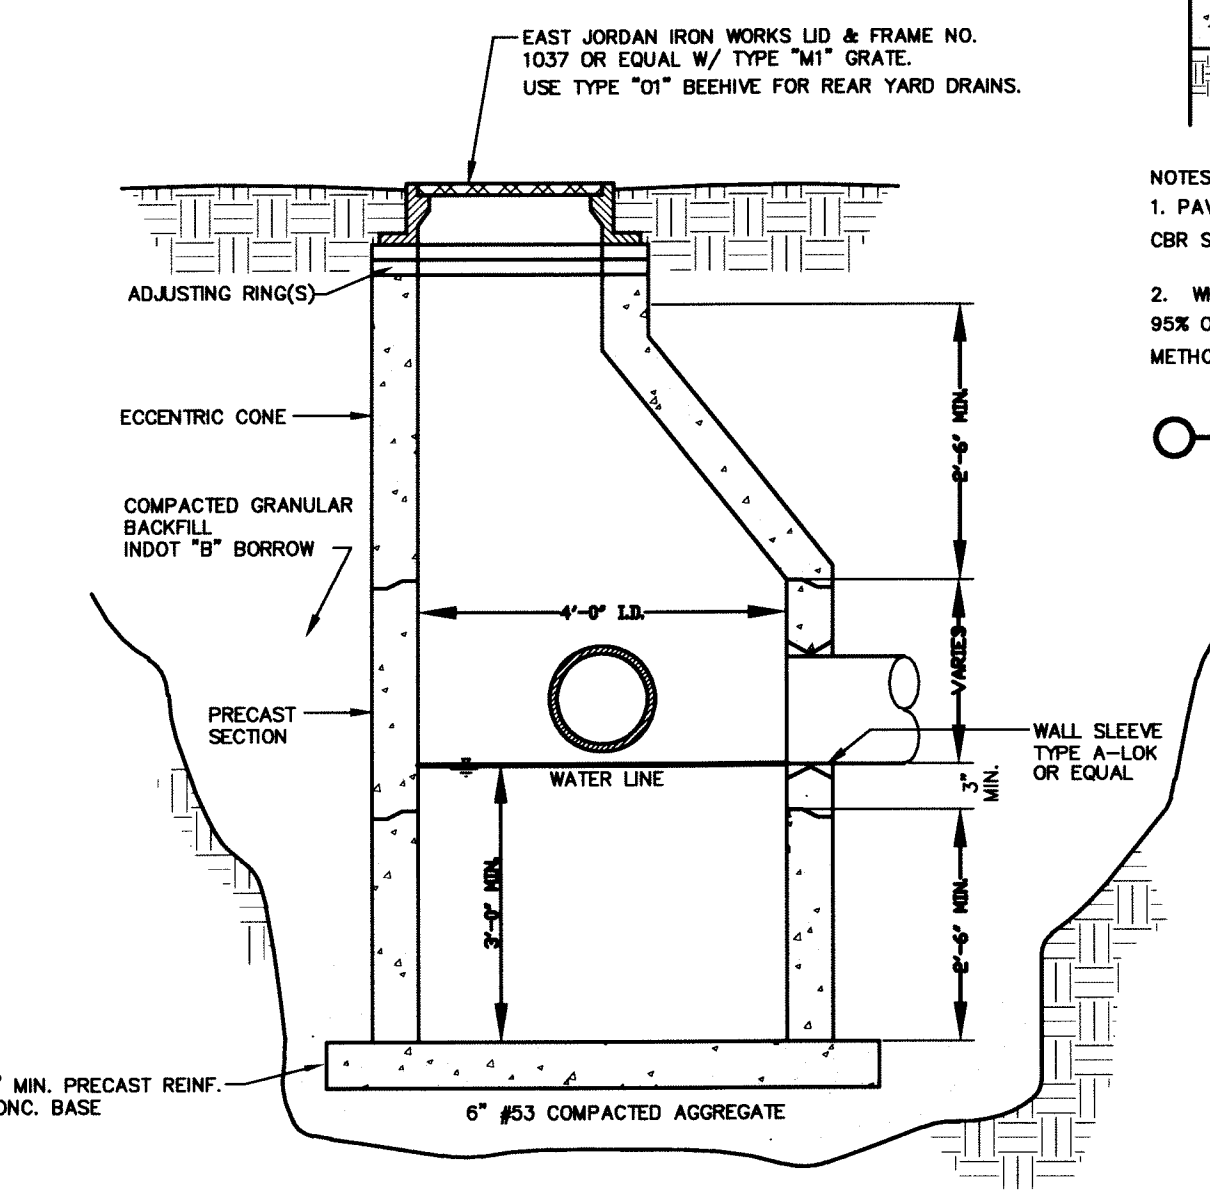 EAST JORDAN IRON WORKS LID & FRAME NO.
1037 OR EQUAL W/ TYPE "M1" GRATE.
USE TYPE "01" BEEHIVE FOR REAR YARD DRAINS.
NOTES
1. PAV
CBR S
2. W
95% O
METHO
ADJUSTING RING(S)
ECCENTRIC CONE
2'-6" MIN.
COMPACTED GRANULAR
BACKFILL
INDOT "B" BORROW
4'-0" I.D.
VARIES
PRECAST
SECTION
WALL SLEEVE
TYPE A-LOK
OR EQUAL
WATER LINE
3"
MIN.
3'-0" MIN.
2'-6" MIN.
" MIN. PRECAST REINF.
ONC. BASE
6" #53 COMPACTED AGGREGATE